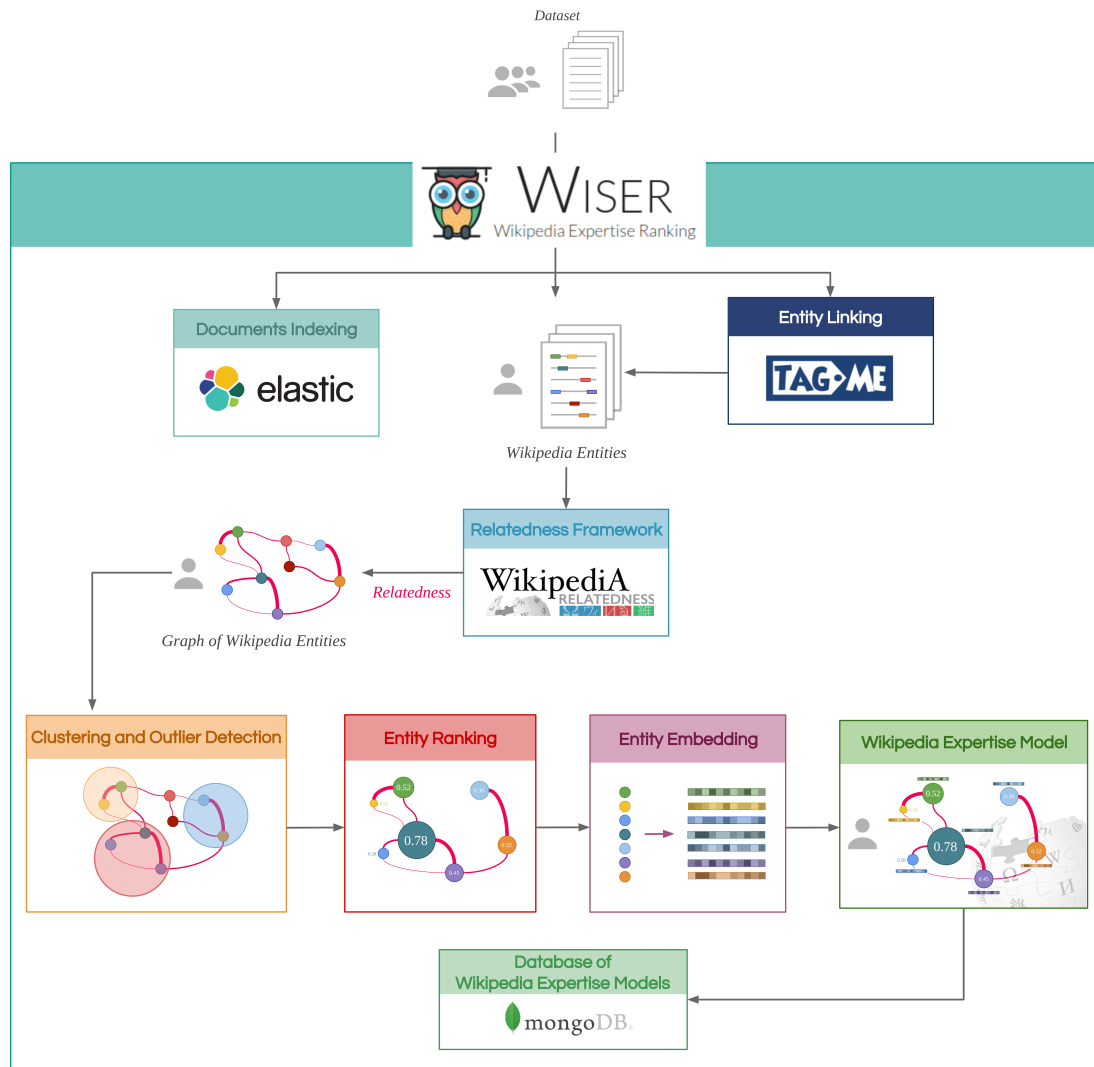 Dataset
WISER
Wikipedia Expertise Ranking
Documents Indexing
elastic
Entity Linking
TAG ME
Wikipedia Entities
Relatedness Framework
WikipediA
RELATEDNESS
Relatedness
Graph of Wikipedia Entities
Clustering and Outlier Detection
Entity Ranking
0.52
0.78
0.32
0.45
Entity Embedding
Wikipedia Expertise Model
0.52
0.78
0.32
0.45
Ω
W
И
Database of
Wikipedia Expertise Models
mongoDB